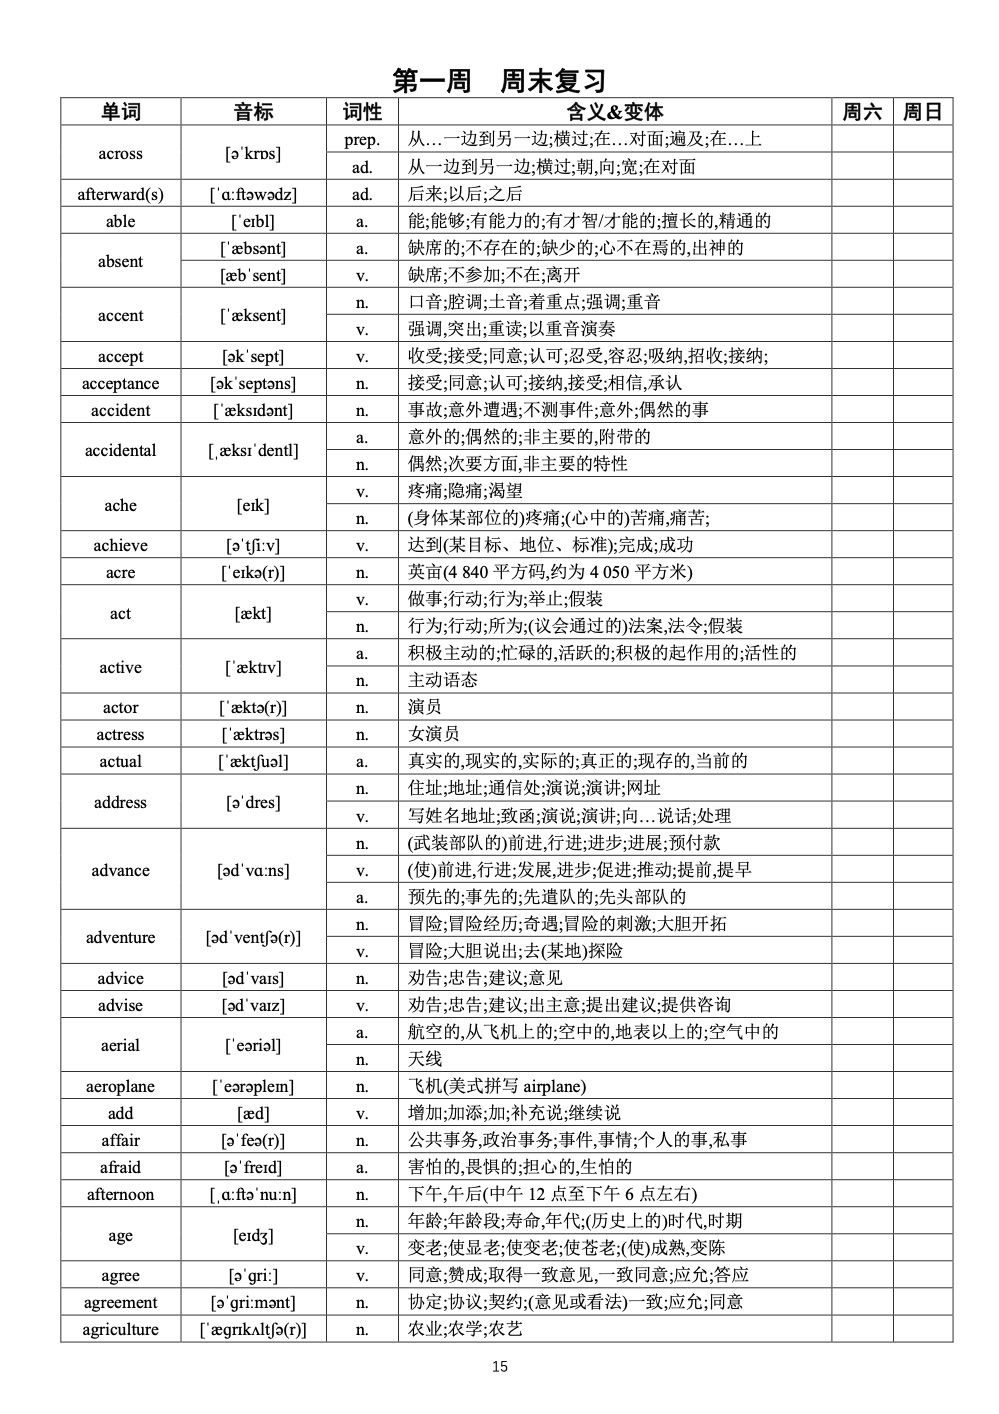 第一周 周末复习
单词 音标 词性 含义&变体 周六 周日
across [əˈkrɒs] prep. 从…一边到另一边;横过;在…对面;遍及;在…上
ad. 从一边到另一边;横过;朝,向;宽;在对面
afterward(s) [ˈɑːftəwədz] ad. 后来;以后;之后
able [ˈeɪbl] a. 能;能够;有能力的;有才智/才能的;擅长的,精通的
absent [ˈæbsənt] a. 缺席的;不存在的;缺少的;心不在焉的,出神的
[æbˈsent] v. 缺席;不参加;不在;离开
accent [ˈæksent] n. 口音;腔调;土音;着重点;强调;重音
v. 强调,突出;重读;以重音演奏
accept [əkˈsept] v. 收受;接受;同意;认可;忍受,容忍;吸纳,招收;接纳;
acceptance [əkˈseptəns] n. 接受;同意;认可;接纳,接受;相信,承认
accident [ˈæksɪdənt] n. 事故;意外遭遇;不测事件;意外;偶然的事
accidental [ˌæksɪˈdentl] a. 意外的;偶然的;非主要的,附带的
n. 偶然;次要方面,非主要的特性
ache [eɪk] v. 疼痛;隐痛;渴望
n. (身体某部位的)疼痛;(心中的)苦痛,痛苦;
achieve [əˈtʃiːv] v. 达到(某目标、地位、标准);完成;成功
acre [ˈeɪkə(r)] n. 英亩(4 840 平方码,约为 4 050 平方米)
act [ækt] v. 做事;行动;行为;举止;假装
n. 行为;行动;所为;(议会通过的)法案,法令;假装
active [ˈæktɪv] a. 积极主动的;忙碌的,活跃的;积极的起作用的;活性的
n. 主动语态
actor [ˈæktə(r)] n. 演员
actress [ˈæktrəs] n. 女演员
actual [ˈæktʃuəl] a. 真实的,现实的,实际的;真正的;现存的,当前的
address [əˈdres] n. 住址;地址;通信处;演说;演讲;网址
v. 写姓名地址;致函;演说;演讲;向…说话;处理
advance [ədˈvɑːns] n. (武装部队的)前进,行进;进步;进展;预付款
v. (使)前进,行进;发展,进步;促进;推动;提前,提早
a. 预先的;事先的;先遣队的;先头部队的
adventure [ədˈventʃə(r)] n. 冒险;冒险经历;奇遇;冒险的刺激;大胆开拓
v. 冒险;大胆说出;去(某地)探险
advice [ədˈvaɪs] n. 劝告;忠告;建议;意见
advise [ədˈvaɪz] v. 劝告;忠告;建议;出主意;提出建议;提供咨询
aerial [ˈeəriəl] a. 航空的,从飞机上的;空中的,地表以上的;空气中的
n. 天线
aeroplane [ˈeərəpleɪn] n. 飞机(美式拼写 airplane)
add [æd] v. 增加;加添;加;补充说;继续说
affair [əˈfeə(r)] n. 公共事务,政治事务;事件,事情;个人的事,私事
afraid [əˈfreɪd] a. 害怕的,畏惧的;担心的,生怕的
afternoon [ˌɑːftəˈnuːn] n. 下午,午后(中午 12 点至下午 6 点左右)
age [eɪdʒ] n. 年龄;年龄段;寿命,年代;(历史上的)时代,时期
v. 变老;使显老;使变老;使苍老;(使)成熟,变陈
agree [əˈɡriː] v. 同意;赞成;取得一致意见,一致同意;应允;答应
agreement [əˈɡriːmənt] n. 协定;协议;契约;(意见或看法)一致;应允;同意
agriculture [ˈæɡrɪkʌltʃə(r)] n. 农业;农学;农艺
15